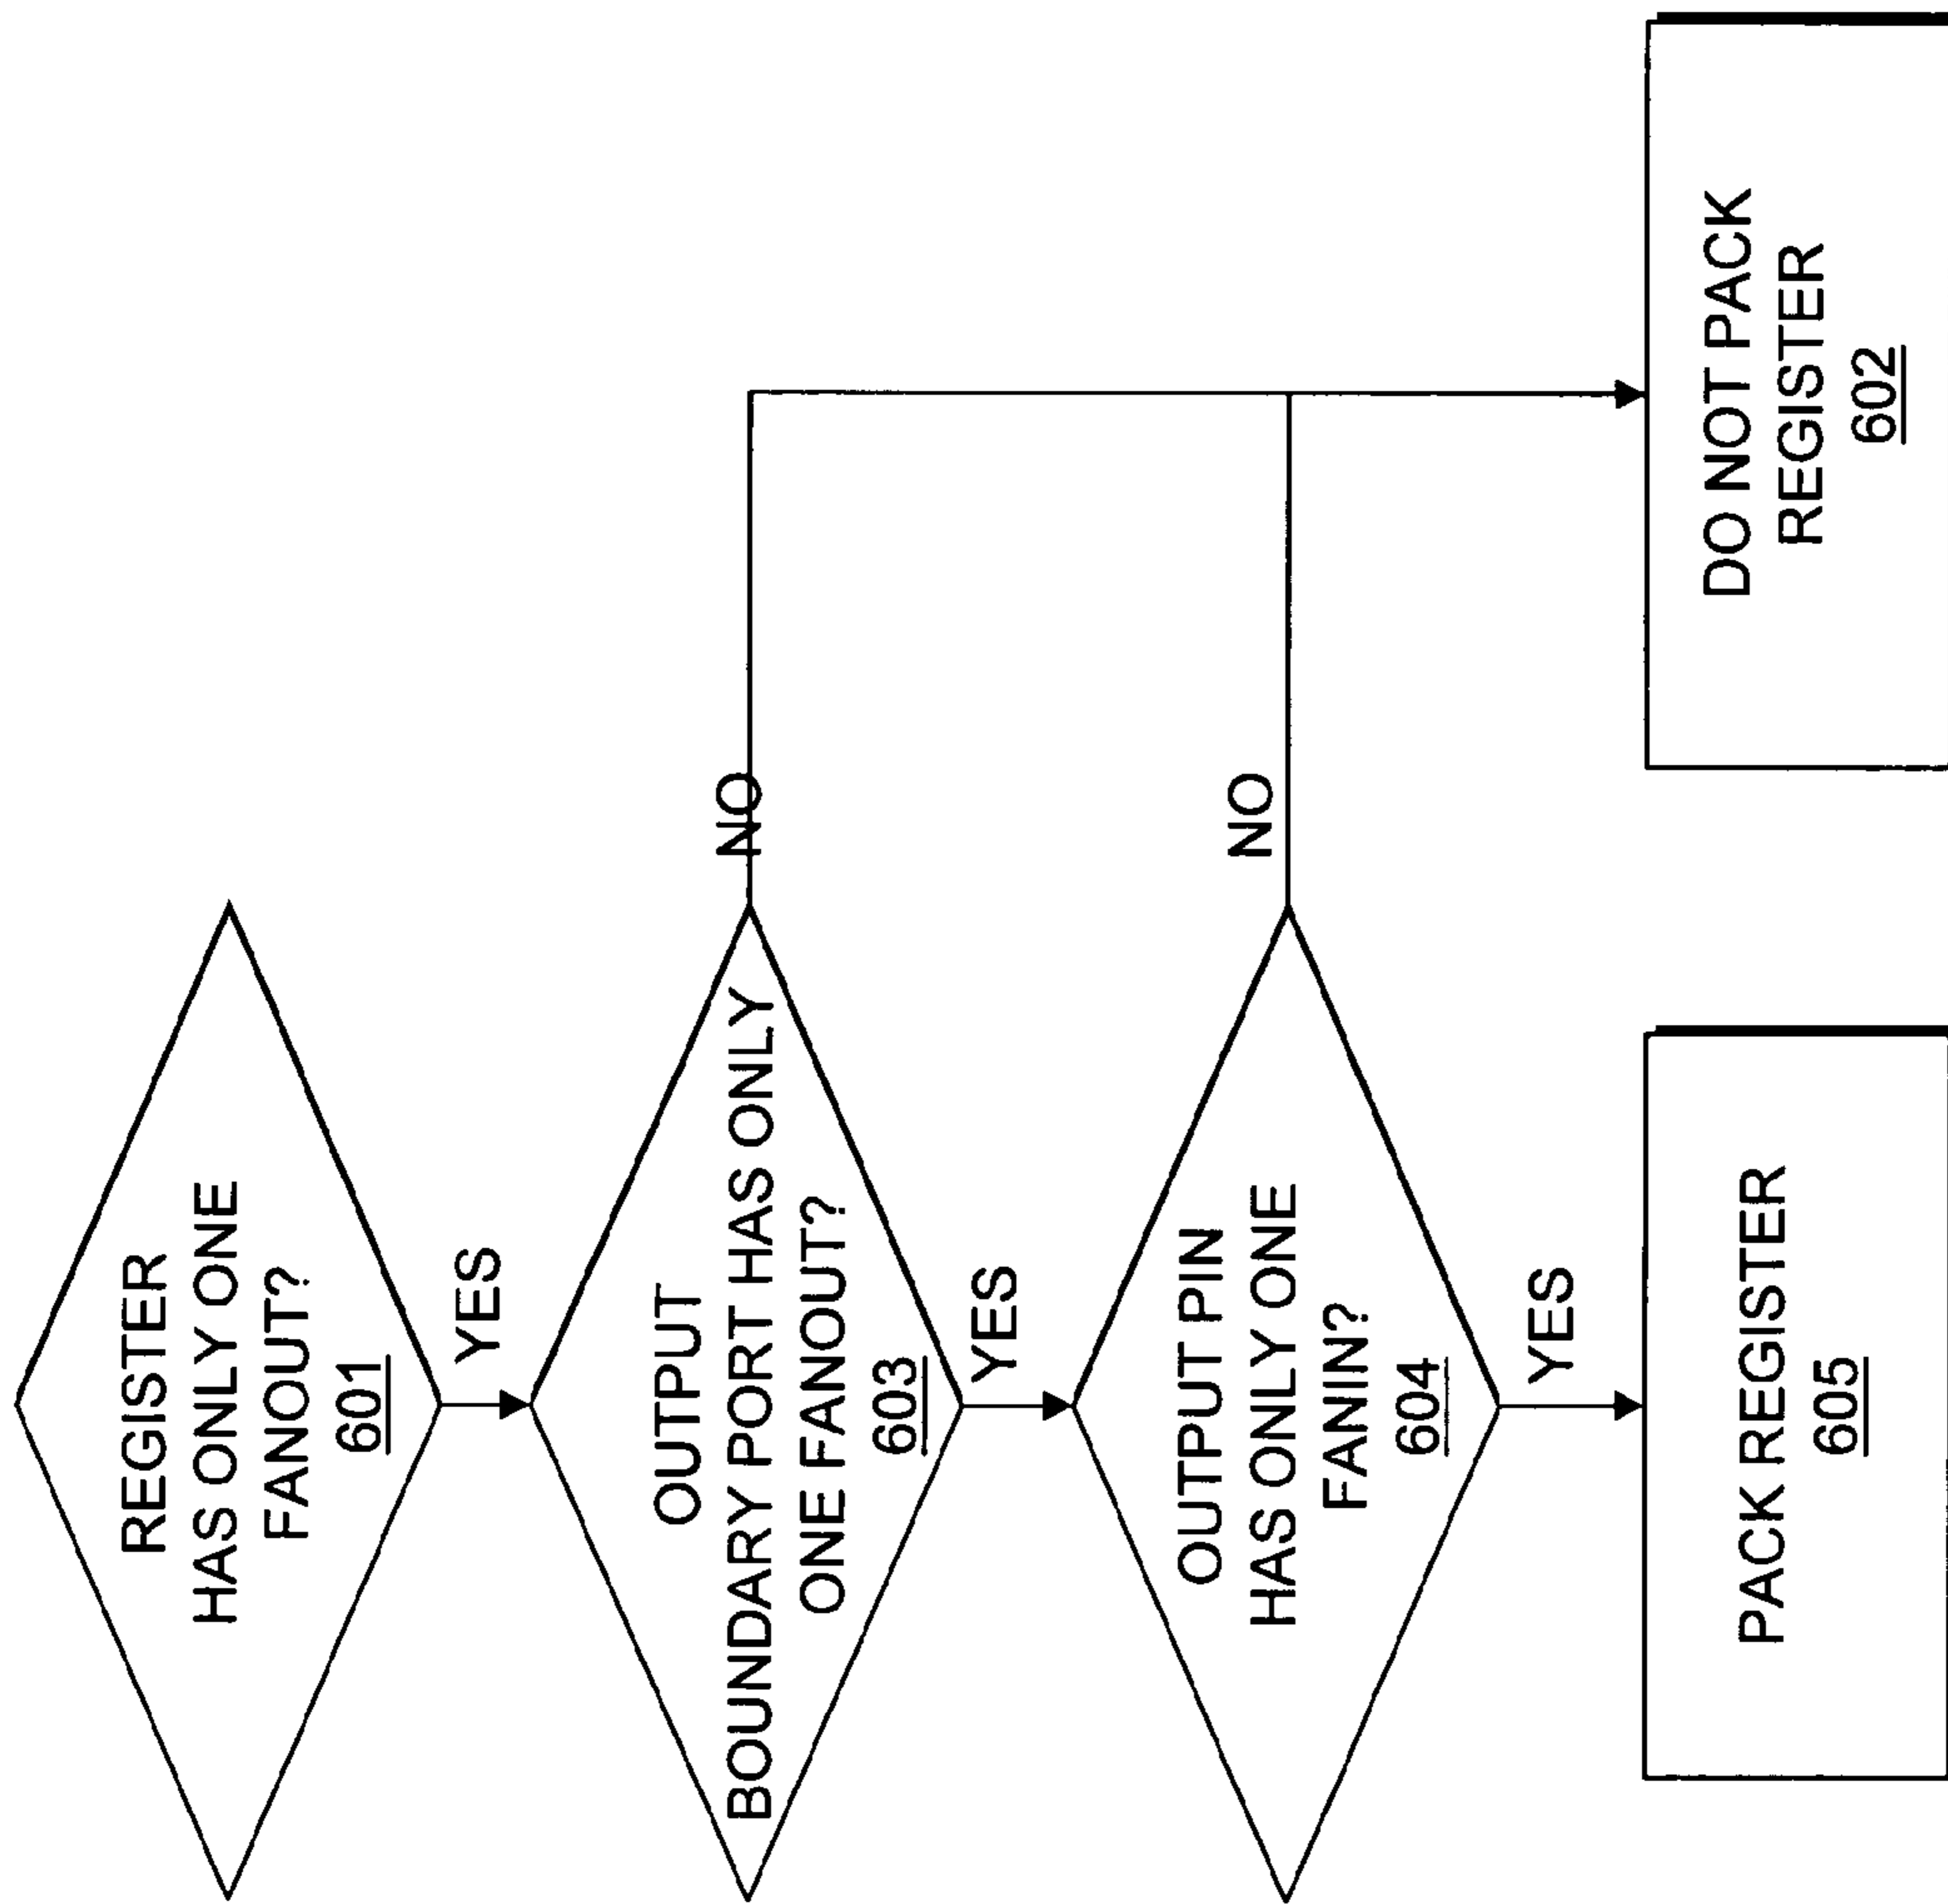 REGISTER
HAS ONLY ONE
FANOUT?
601
YES
OUTPUT
BOUNDARY PORT HAS ONLY
ONE FANOUT?
603
NO
YES
OUTPUT PIN
HAS ONLY ONE
FANIN?
604
NO
YES
PACK REGISTER
605
DO NOT PACK
REGISTER
602